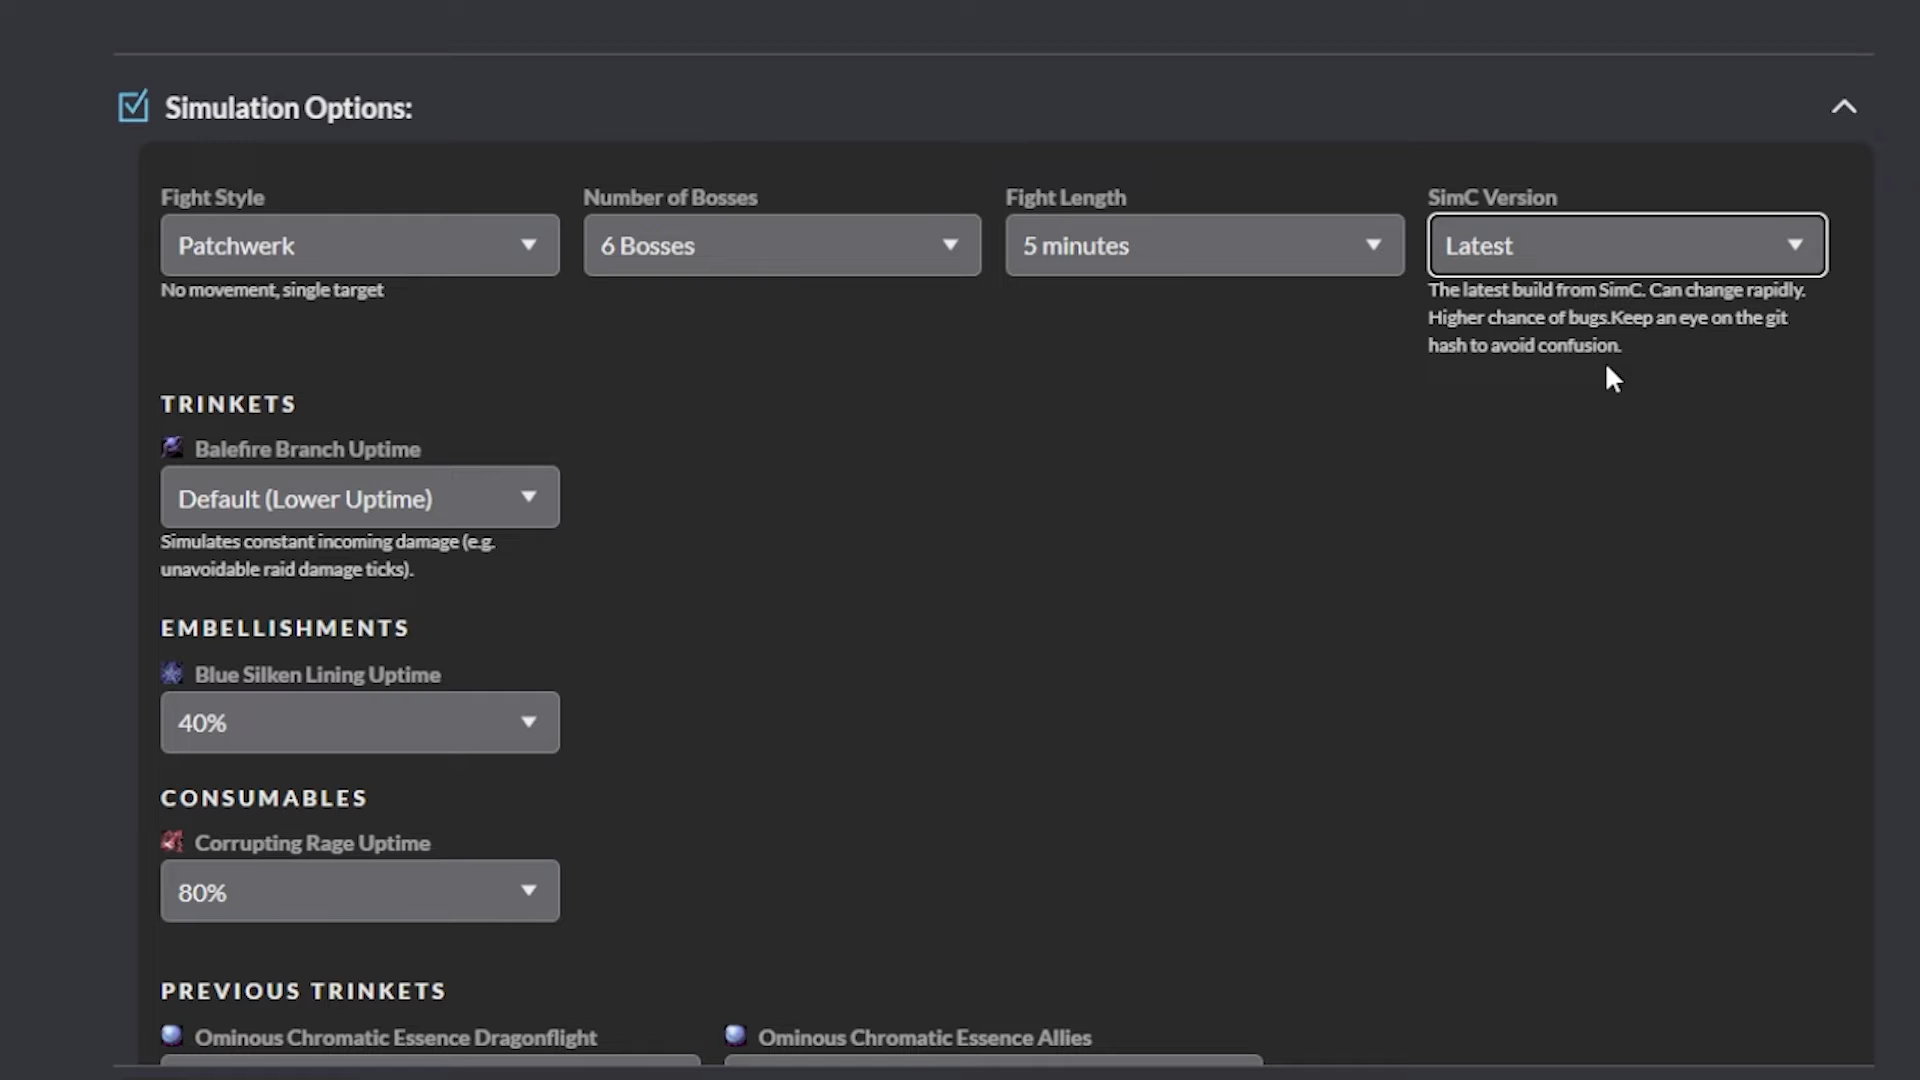 Simulation Options:
Fight Style
Number of Bosses
Fight Length
SimC Version
Patchwerk
6 Bosses
5 minutes
Latest
No movement, single target
The latest build from SimC. Can change rapidly.
Higher chance of bugs.Keep an eye on the git
hash to avoid confusion.
TRINKETS
Balefire Branch Uptime
Default (Lower Uptime)
Simulates constant incoming damage (e.g.
unavoidable raid damage ticks).
EMBELLISHMENTS
Blue Silken Lining Uptime
40%
CONSUMABLES
Corrupting Rage Uptime
80%
PREVIOUS TRINKETS
Ominous Chromatic Essence Dragonflight
Ominous Chromatic Essence Allies